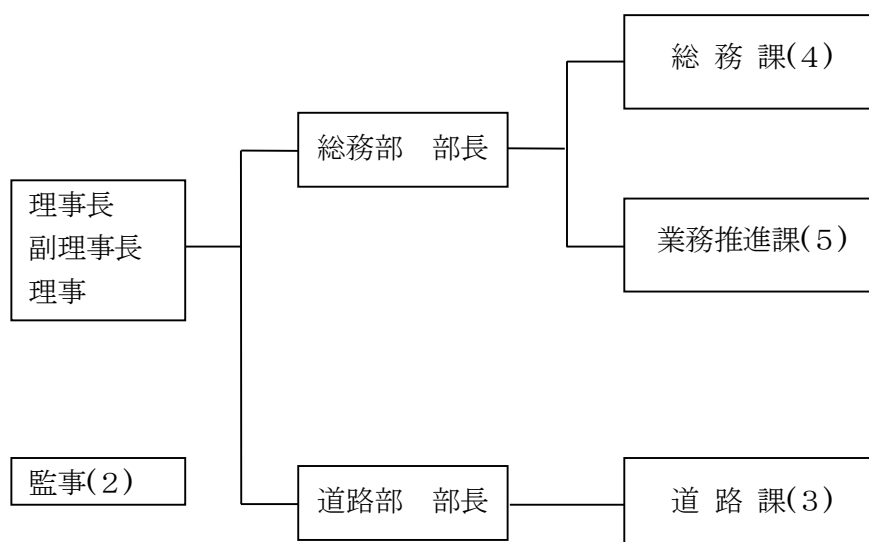 理事長
副理事長
理事
監事(２)
総務部　部長
総 務 課(４)
業務推進課(５)
道路部　部長
道 路 課(３)